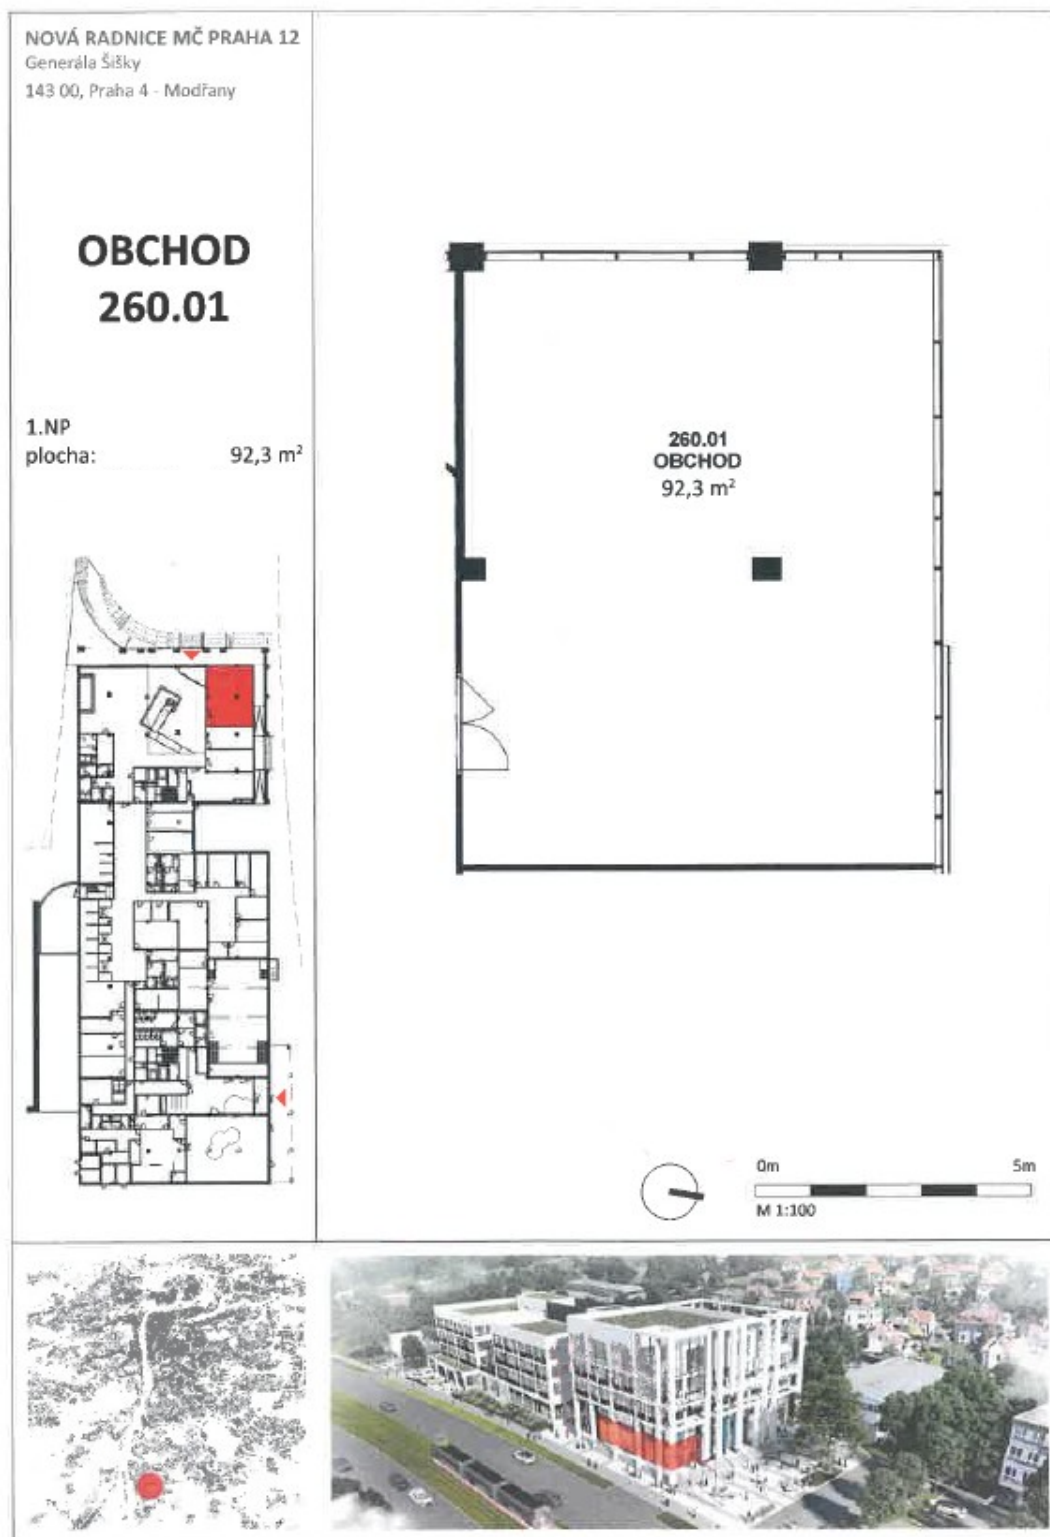 NOVÁ RADNICE MČ PRAHA 12
Generála Šišky
143 00, Praha 4 - Modřany
OBCHOD
260.01
1.NP
plocha: 92,3 m²
260.01
OBCHOD
92,3 m²
0m 5m
M 1:100